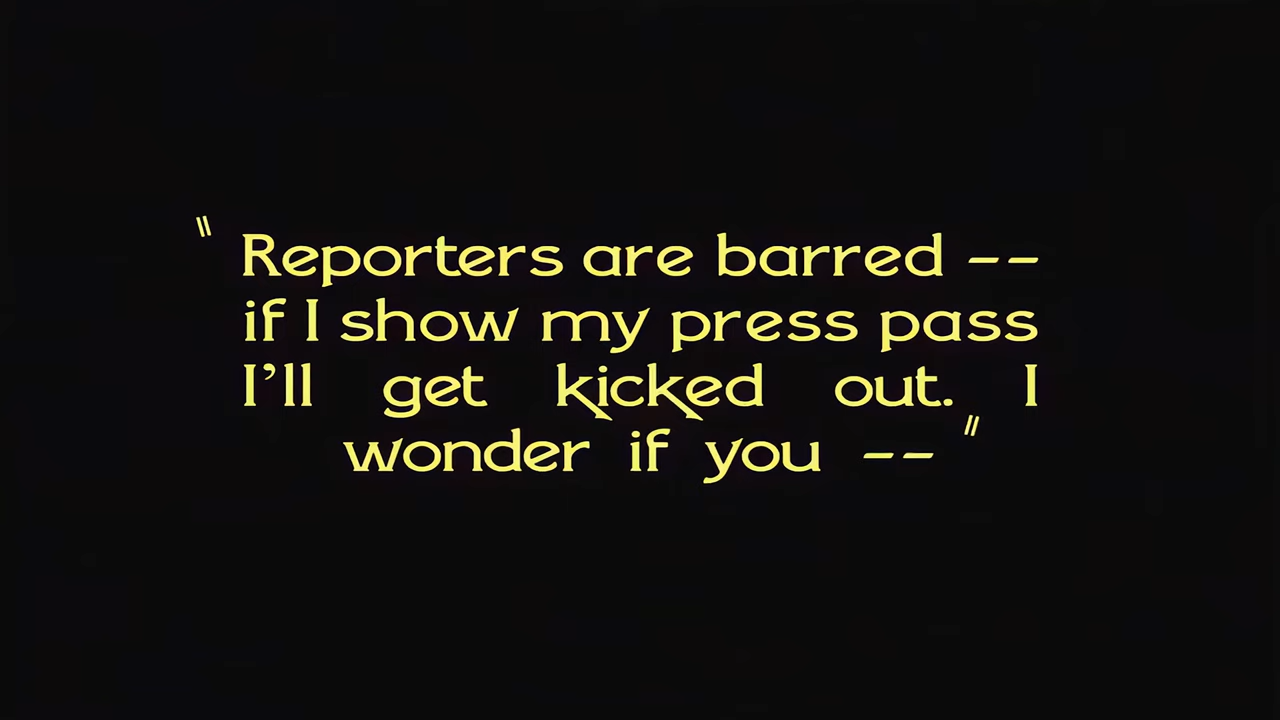 " Reporters are barred --
if I show my press pass
I'll get kicked out. I
wonder if you -- "